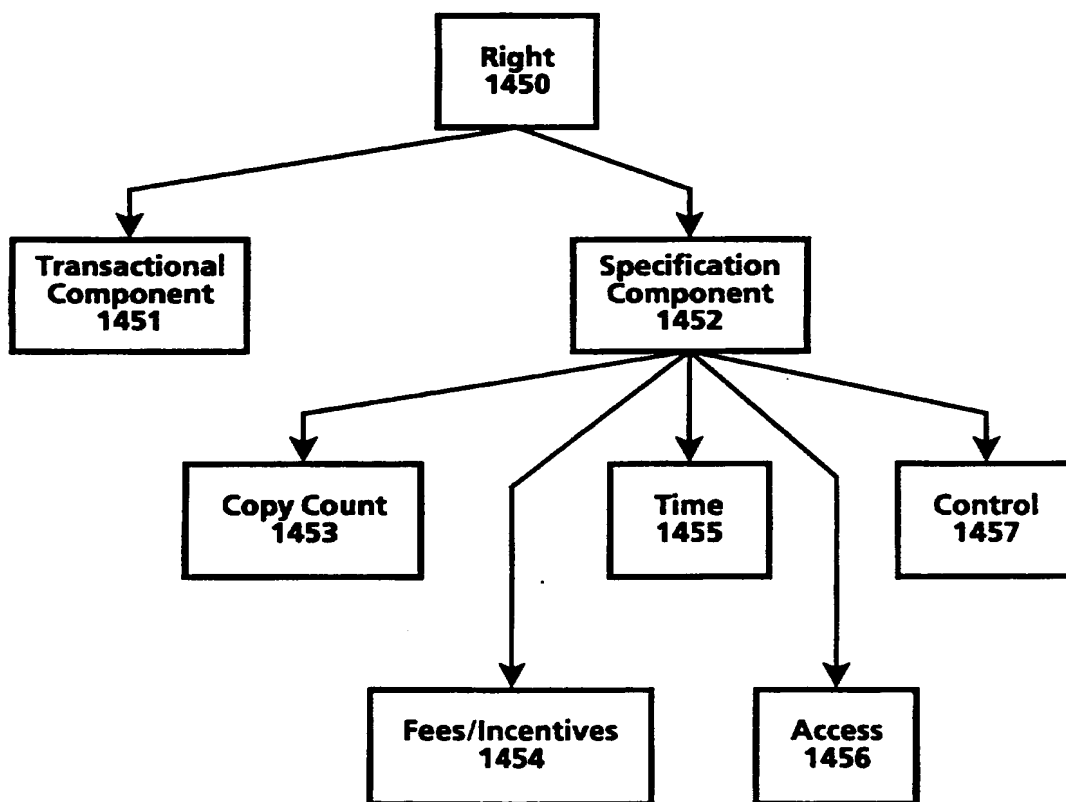 Right
1450
Transactional
Component
1451
Specification
Component
1452
Copy Count
1453
Time
1455
Control
1457
Fees/Incentives
1454
Access
1456